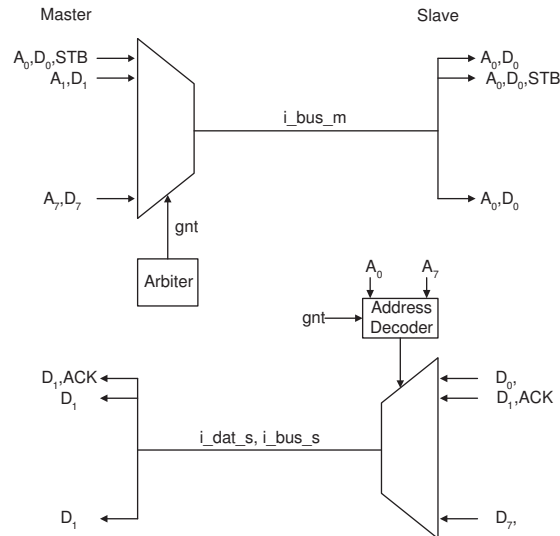 Master
Slave
A0,D0,STB
A1,D1
A7,D7
i_bus_m
A0,D0
A0,D0,STB
A0,D0
gnt
Arbiter
A0
A7
gnt
Address
Decoder
D1,ACK
D1
D1
i_dat_s, i_bus_s
D0,
D1,ACK
D7,